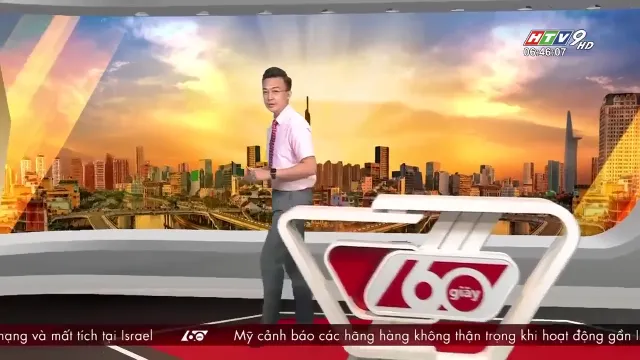 HTV9 HD
06:46:07
60 giây
mạng và mất tích tại Israel 60 Mỹ cảnh báo các hãng hàng không thận trọng khi hoạt động gần